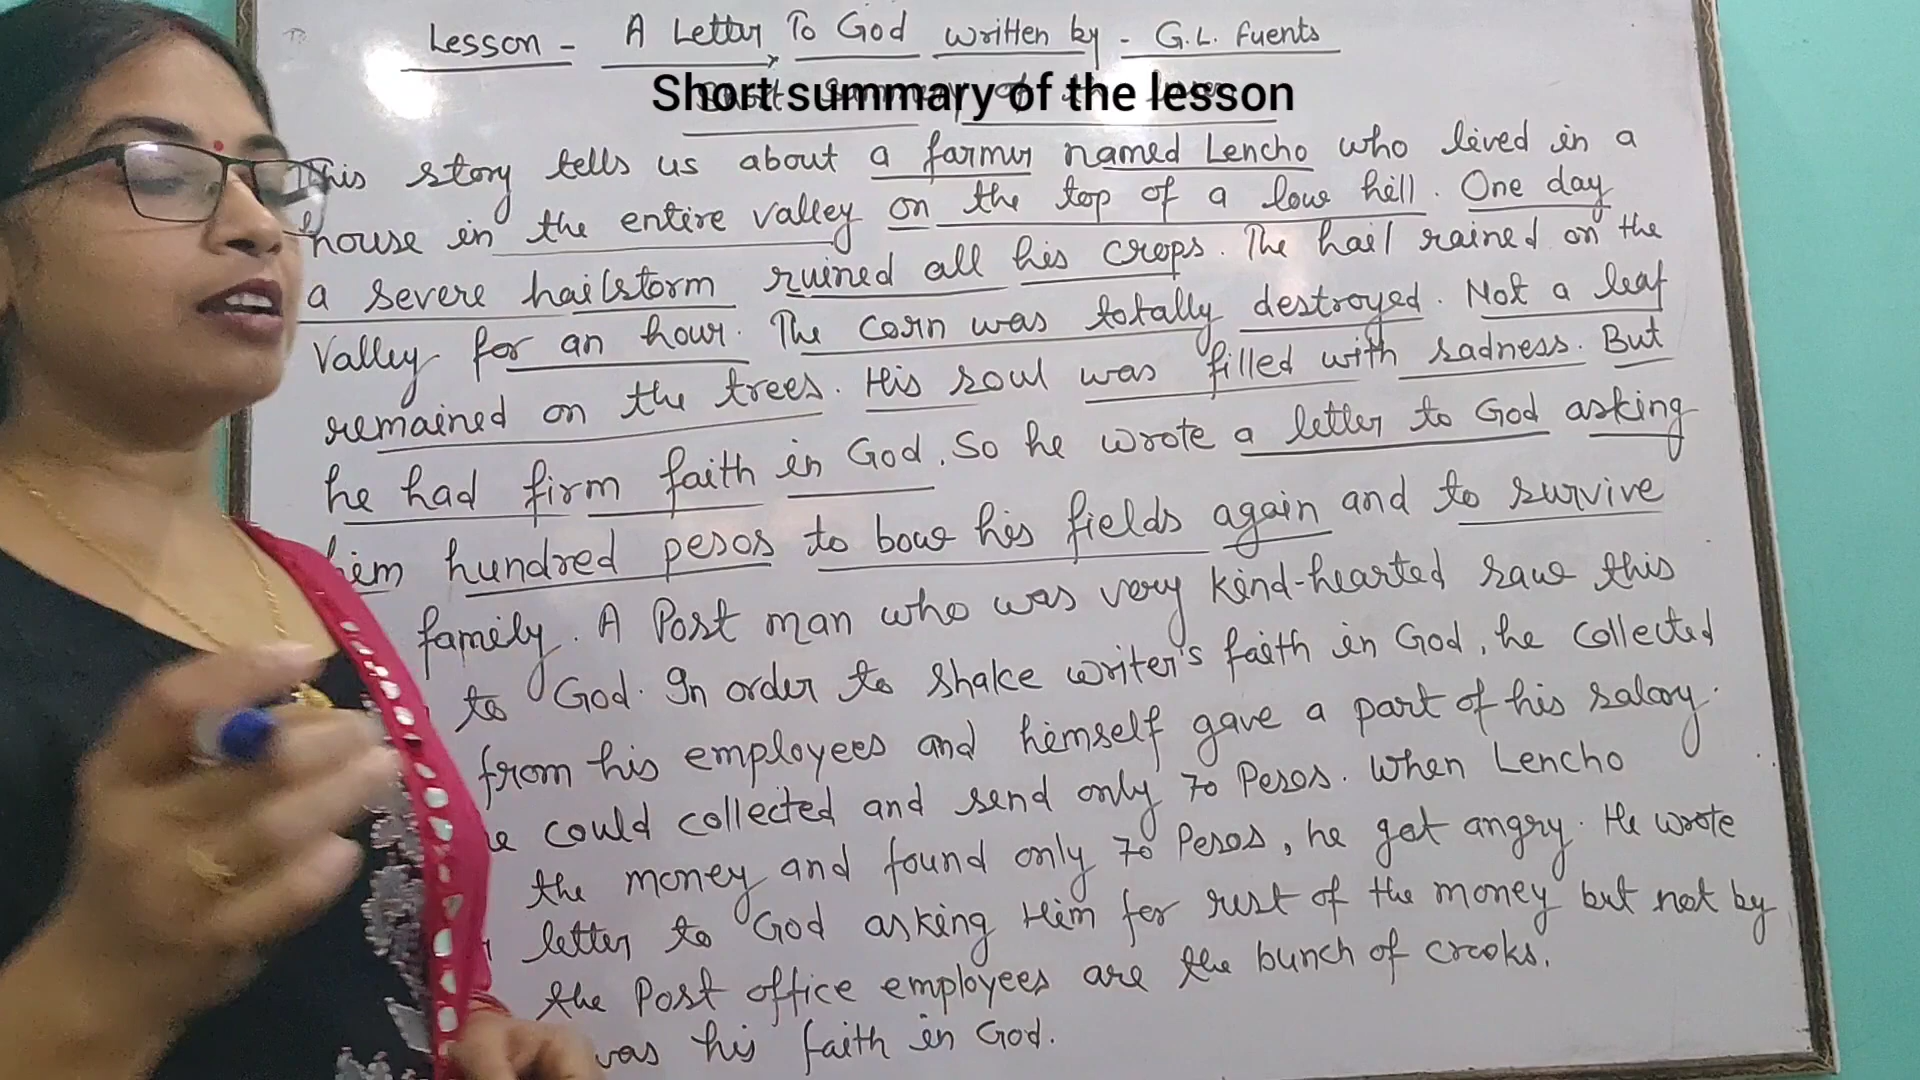 Lesson - A Letter To God written by - G.L. Fuents
Short summary of the lesson
This story tells us about a farmer named Lencho who lived in a
house in the entire valley on the top of a low hill. One day
a severe hailstorm ruined all his crops. The hail rained on the
valley for an hour. The corn was totally destroyed. Not a leaf
remained on the trees. His soul was filled with sadness. But
he had firm faith in God. So he wrote a letter to God asking
him hundred pesos to bow his fields again and to survive
family. A Post man who was very kind-hearted saw this
to God. In order to shake writer's faith in God, he collected
from his employees and himself gave a part of his salary.
could collected and send only 70 Pesos. When Lencho
the money and found only 70 Pesos, he got angry. He wrote
letter to God asking Him for rest of the money but not by
the Post office employees are the bunch of crooks.
was his faith in God.